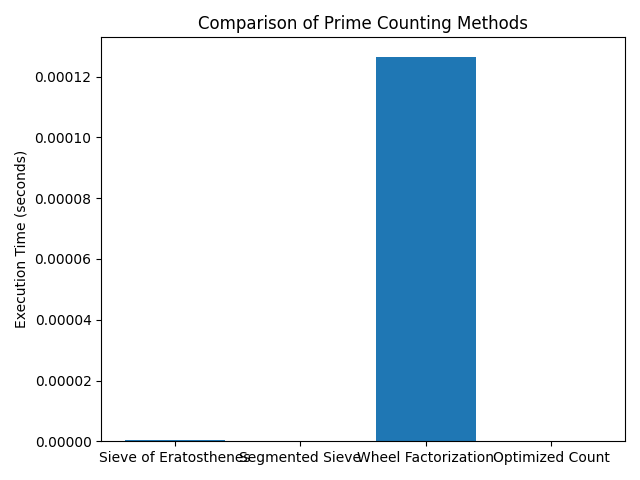 Comparison of Prime Counting Methods
Execution Time (seconds)
0.00012
0.00010
0.00008
0.00006
0.00004
0.00002
0.00000
Sieve of Eratosthenes Segmented Sieve Wheel Factorization Optimized Count